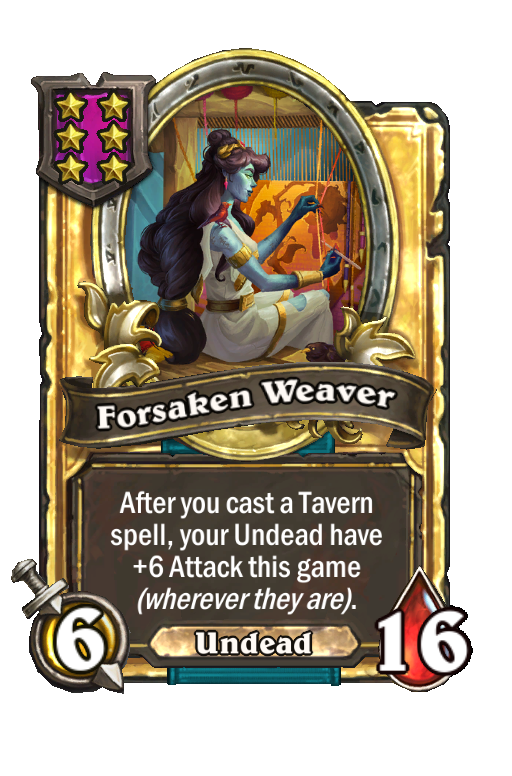 Forsaken Weaver
After you cast a Tavern
spell, your Undead have
+6 Attack this game
(wherever they are).
6
Undead
16